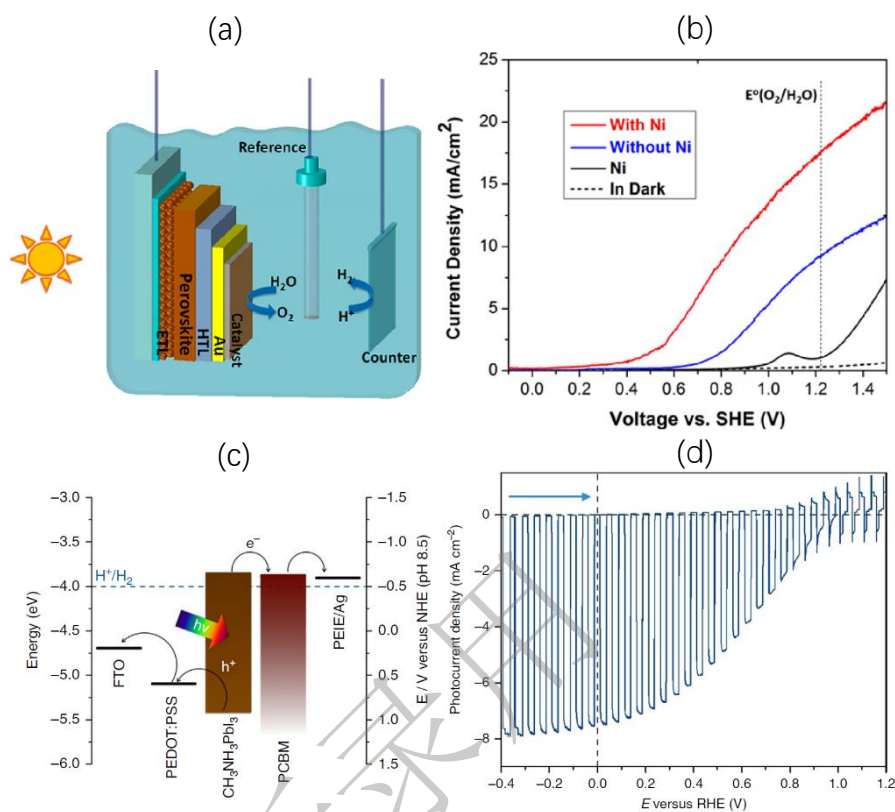 (a)
Reference
ETL
Perovskite
HTL
Au
Catalyst
H₂O
O₂
H₂
H⁺
Counter
(b)
Current Density (mA/cm²)
25
20
15
10
5
0
With Ni
Without Ni
Ni
In Dark
E°(O₂/H₂O)
0.0 0.2 0.4 0.6 0.8 1.0 1.2 1.4
Voltage vs. SHE (V)
(c)
Energy (eV)
−3.0
−3.5
−4.0
−4.5
−5.0
−5.5
−6.0
H⁺/H₂
hν
e⁻
h⁺
FTO
PEDOT:PSS
CH₃NH₃PbI₃
PCBM
PEIE/Ag
−1.5
−1.0
−0.5
0.0
0.5
1.0
1.5
E / V versus NHE (pH 8.5)
(d)
Photocurrent density (mA cm⁻²)
0
−2
−4
−6
−8
−0.4 −0.2 0.0 0.2 0.4 0.6 0.8 1.0 1.2
E versus RHE (V)
录用